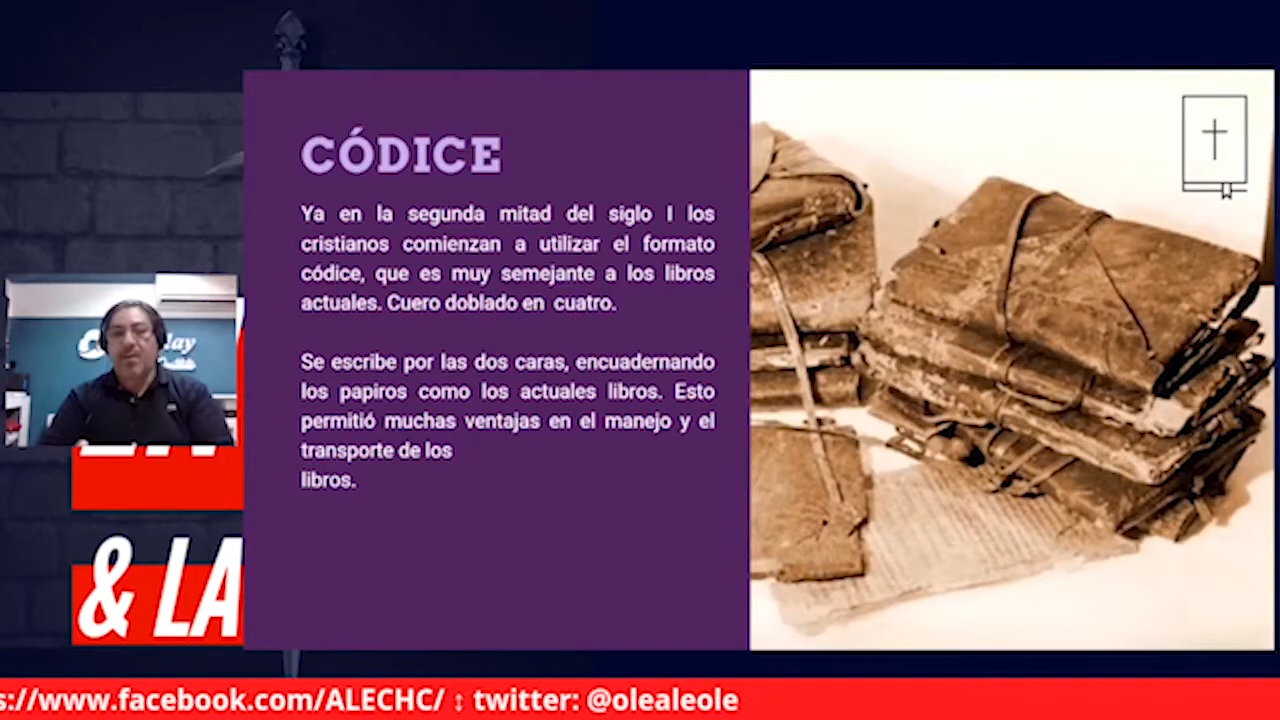 CÓDICE
Ya en la segunda mitad del siglo I los
cristianos comienzan a utilizar el formato
códice, que es muy semejante a los libros
actuales. Cuero doblado en cuatro.
Se escribe por las dos caras, encuadernando
los papiros como los actuales libros. Esto
permitió muchas ventajas en el manejo y el
transporte de los
libros.
& LA
s://www.facebook.com/ALECHC/ ↕ twitter: @olealeole